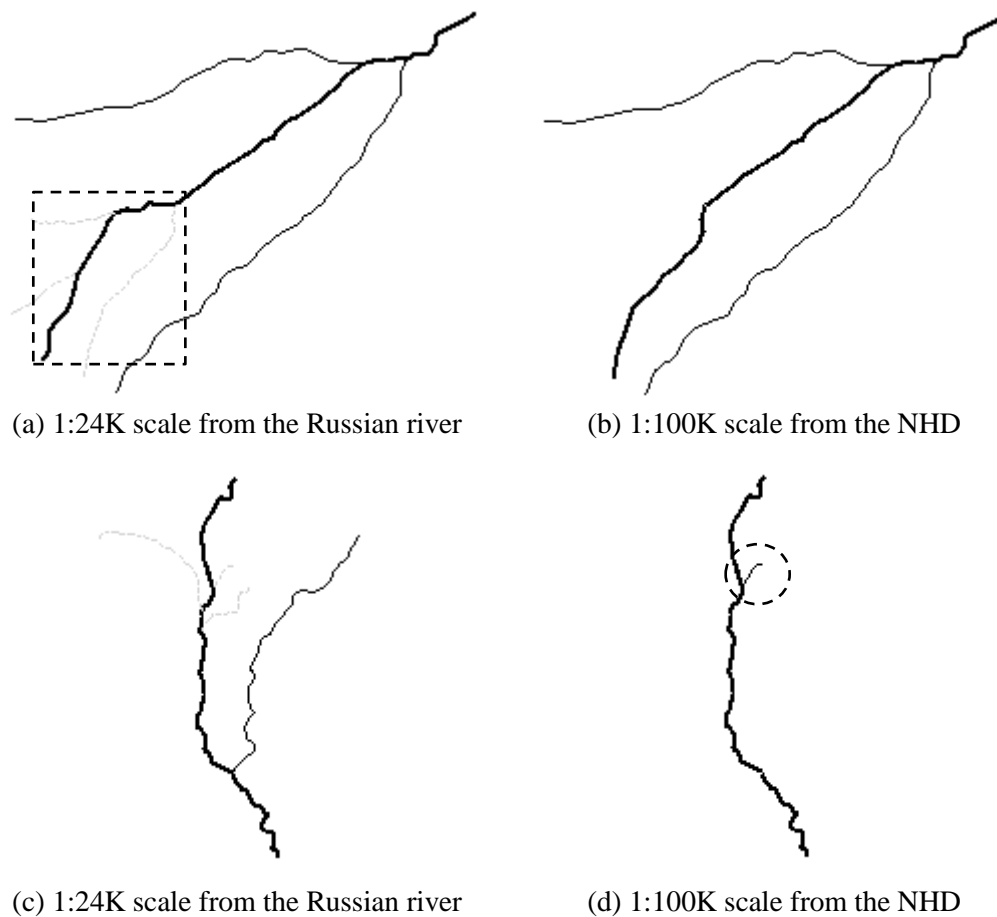 (a) 1:24K scale from the Russian river
(b) 1:100K scale from the NHD
(c) 1:24K scale from the Russian river
(d) 1:100K scale from the NHD